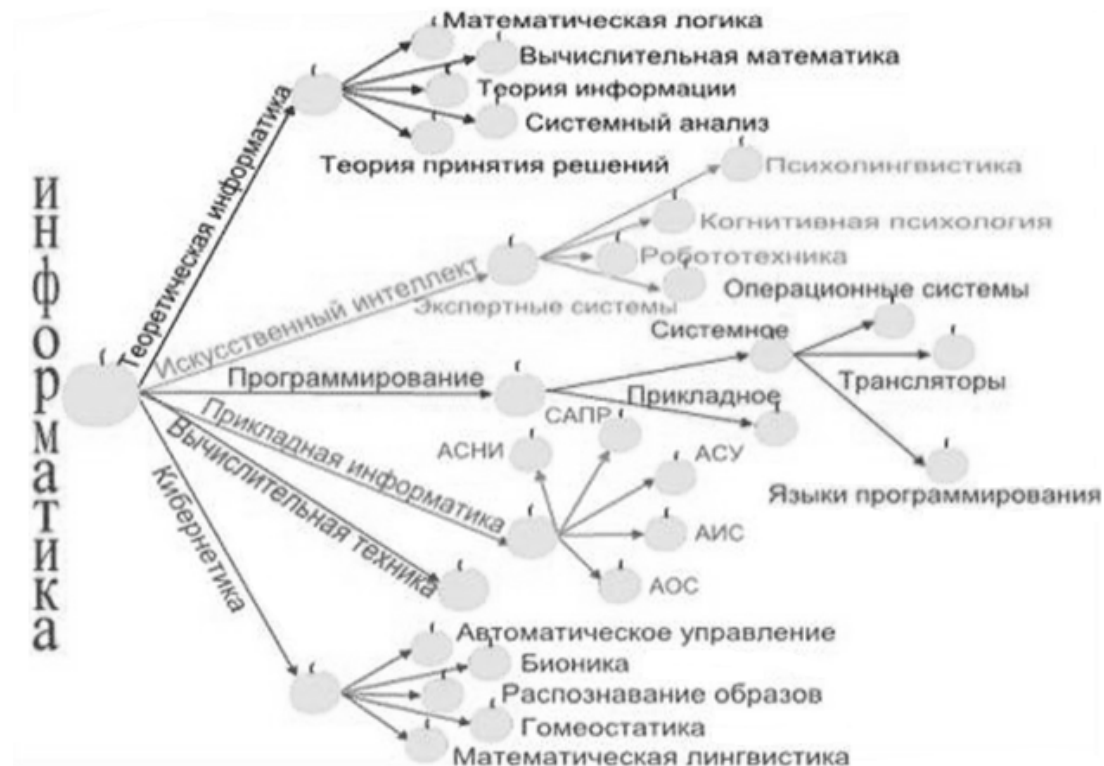 информатика
Теоретическая информатика
Математическая логика
Вычислительная математика
Теория информации
Системный анализ
Теория принятия решений
Искусственный интеллект
Психолингвистика
Когнитивная психология
Робототехника
Экспертные системы
Программирование
Системное
Операционные системы
Трансляторы
Языки программирования
Прикладное
Прикладная информатика
АСНИ
САПР
АСУ
АИС
АОС
Вычислительная техника
Кибернетика
Автоматическое управление
Бионика
Распознавание образов
Гомеостатика
Математическая лингвистика